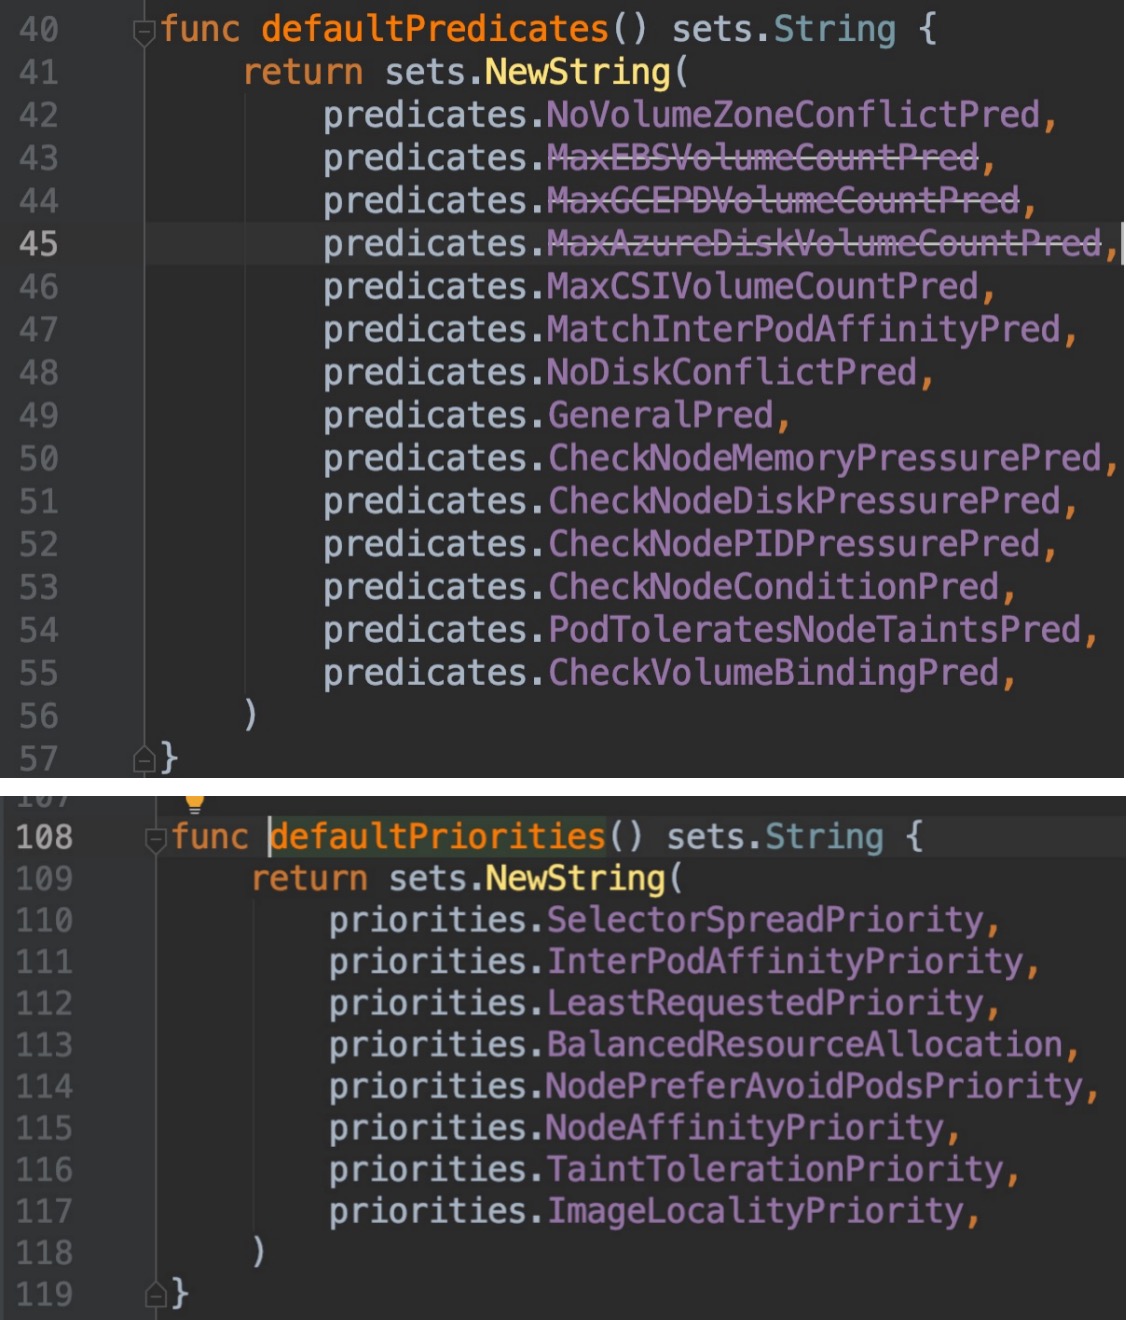 40 func defaultPredicates() sets.String {
41 return sets.NewString(
42 predicates.NoVolumeZoneConflictPred,
43 predicates.MaxEBSVolumeCountPred,
44 predicates.MaxGCEPDVolumeCountPred,
45 predicates.MaxAzureDiskVolumeCountPred,
46 predicates.MaxCSIVolumeCountPred,
47 predicates.MatchInterPodAffinityPred,
48 predicates.NoDiskConflictPred,
49 predicates.GeneralPred,
50 predicates.CheckNodeMemoryPressurePred,
51 predicates.CheckNodeDiskPressurePred,
52 predicates.CheckNodePIDPressurePred,
53 predicates.CheckNodeConditionPred,
54 predicates.PodToleratesNodeTaintsPred,
55 predicates.CheckVolumeBindingPred,
56 )
57 }
107
108 func defaultPriorities() sets.String {
109 return sets.NewString(
110 priorities.SelectorSpreadPriority,
111 priorities.InterPodAffinityPriority,
112 priorities.LeastRequestedPriority,
113 priorities.BalancedResourceAllocation,
114 priorities.NodePreferAvoidPodsPriority,
115 priorities.NodeAffinityPriority,
116 priorities.TaintTolerationPriority,
117 priorities.ImageLocalityPriority,
118 )
119 }